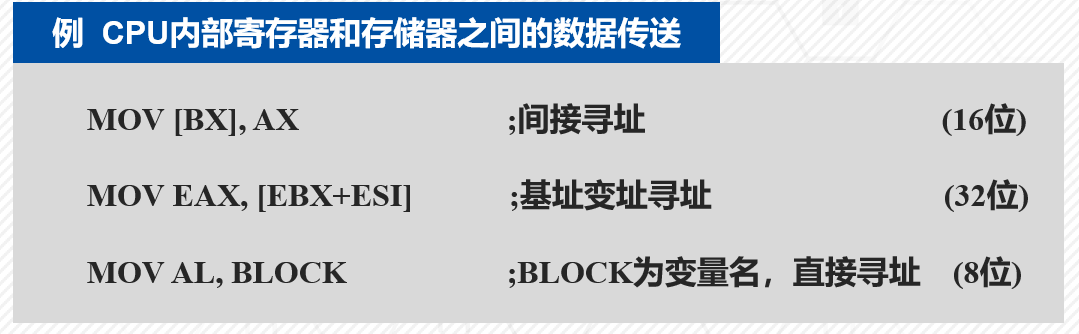 例 CPU内部寄存器和存储器之间的数据传送
MOV [BX], AX ;间接寻址 (16位)
MOV EAX, [EBX+ESI] ;基址变址寻址 (32位)
MOV AL, BLOCK ;BLOCK为变量名，直接寻址 (8位)